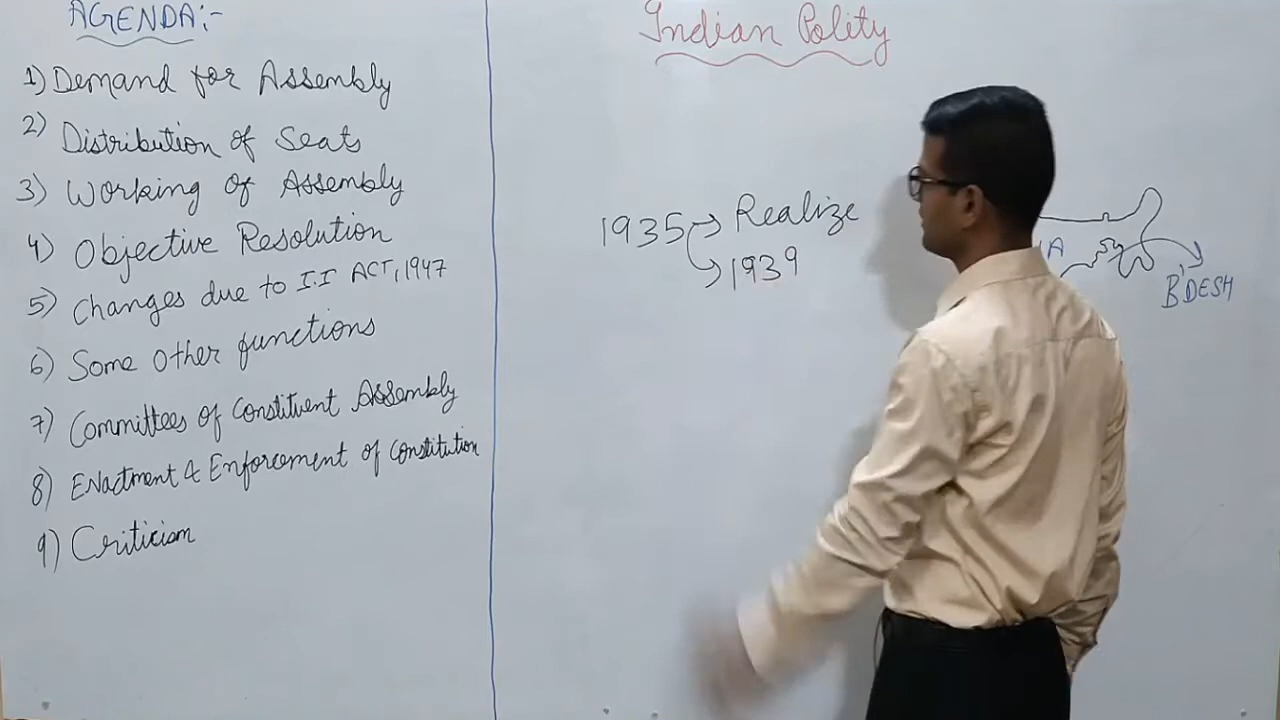 AGENDA:-
1) Demand for Assembly
2) Distribution of Seats
3) Working of Assembly
4) Objective Resolution
5) Changes due to I.I ACT, 1947
6) Some Other functions
7) Committees of Constituent Assembly
8) Enactment & Enforcement of Constitution
9) Criticism
Indian Polity
1935 → Realize
→ 1939
B'DESH